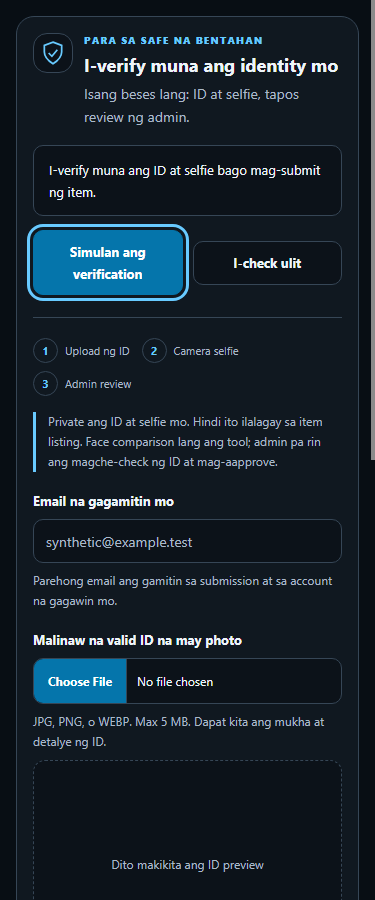 PARA SA SAFE NA BENTAHAN
I-verify muna ang identity mo
Isang beses lang: ID at selfie, tapos
review ng admin.
I-verify muna ang ID at selfie bago mag-submit
ng item.
Simulan ang
verification
I-check ulit
1 Upload ng ID 2 Camera selfie
3 Admin review
Private ang ID at selfie mo. Hindi ito ilalagay sa item
listing. Face comparison lang ang tool; admin pa rin
ang magche-check ng ID at mag-aapprove.
Email na gagamitin mo
synthetic@example.test
Parehong email ang gamitin sa submission at sa account
na gagawin mo.
Malinaw na valid ID na may photo
Choose File No file chosen
JPG, PNG, o WEBP. Max 5 MB. Dapat kita ang mukha at
detalye ng ID.
Dito makikita ang ID preview